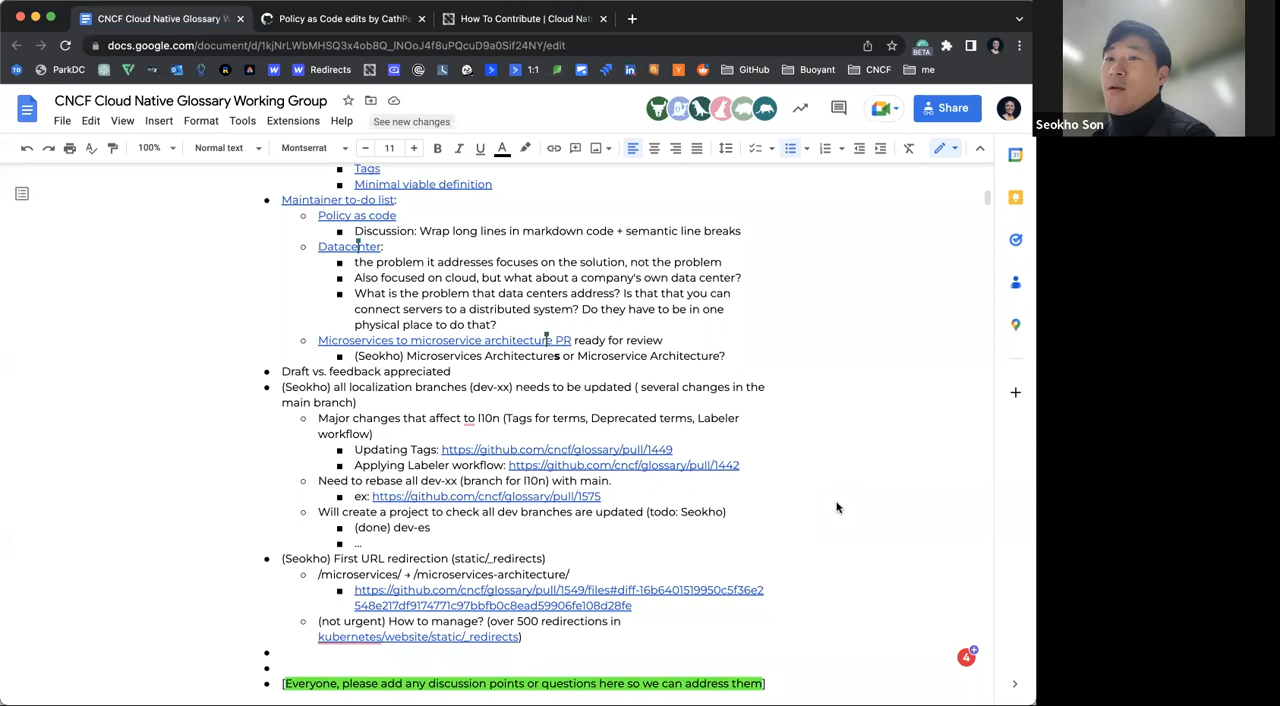 CNCF Cloud Native Glossary W
Policy as Code edits by CathPa
How To Contribute | Cloud Nat
docs.google.com/document/d/1kjNrLWbMHSQ3x4ob8Q_lNOoJ4f8uPQcuD9a0Sif24NY/edit
BETA
ParkDC
Redirects
1:1
GitHub
Buoyant
CNCF
me
CNCF Cloud Native Glossary Working Group
File Edit View Insert Format Tools Extensions Help
See new changes
Share
100% Normal text Montserrat 11
Tags
Minimal viable definition
Maintainer to-do list:
Policy as code
Discussion: Wrap long lines in markdown code + semantic line breaks
Datacenter:
the problem it addresses focuses on the solution, not the problem
Also focused on cloud, but what about a company's own data center?
What is the problem that data centers address? Is that that you can
connect servers to a distributed system? Do they have to be in one
physical place to do that?
Microservices to microservice architecture PR ready for review
(Seokho) Microservices Architectures or Microservice Architecture?
Draft vs. feedback appreciated
(Seokho) all localization branches (dev-xx) needs to be updated ( several changes in the
main branch)
Major changes that affect to l10n (Tags for terms, Deprecated terms, Labeler
workflow)
Updating Tags: https://github.com/cncf/glossary/pull/1449
Applying Labeler workflow: https://github.com/cncf/glossary/pull/1442
Need to rebase all dev-xx (branch for l10n) with main.
ex: https://github.com/cncf/glossary/pull/1575
Will create a project to check all dev branches are updated (todo: Seokho)
(done) dev-es
...
(Seokho) First URL redirection (static/_redirects)
/microservices/ → /microservices-architecture/
https://github.com/cncf/glossary/pull/1549/files#diff-16b6401519950c5f36e2
548e217df9174771c97bbfb0c8ead59906fe108d28fe
(not urgent) How to manage? (over 500 redirections in
kubernetes/website/static/_redirects)
[Everyone, please add any discussion points or questions here so we can address them]
4
Seokho Son